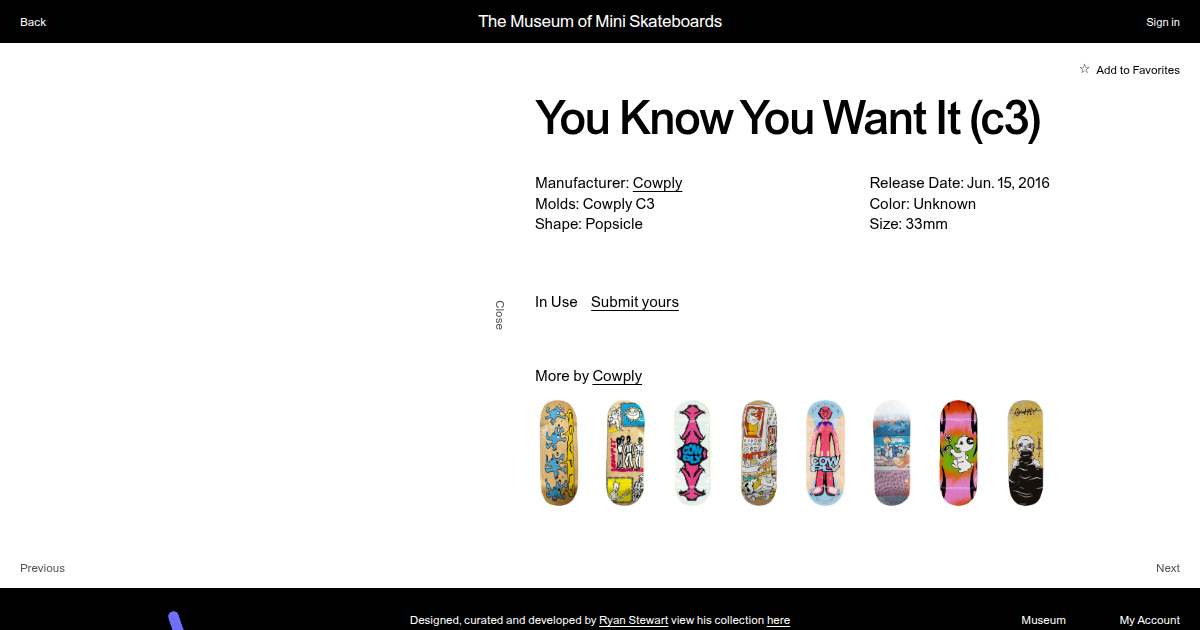 Back
The Museum of Mini Skateboards
Sign in
☆ Add to Favorites
You Know You Want It (c3)
Manufacturer: Cowply
Molds: Cowply C3
Shape: Popsicle
Release Date: Jun. 15, 2016
Color: Unknown
Size: 33mm
Close
In Use Submit yours
More by Cowply
Previous
Next
Designed, curated and developed by Ryan Stewart view his collection here
Museum
My Account